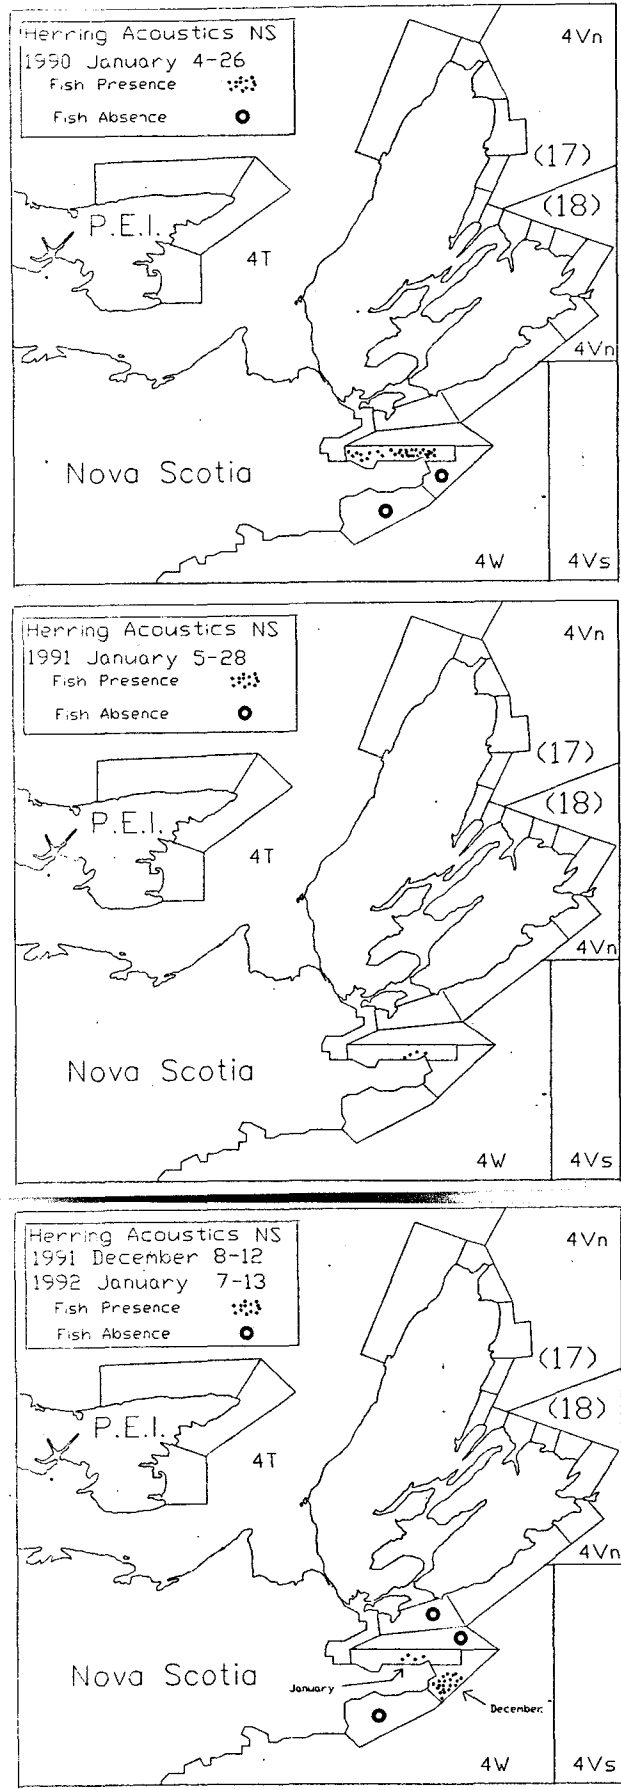 Herring Acoustics NS
1990 January 4-26
Fish Presence
Fish Absence
4Vn
(17)
(18)
P.E.I.
4T
4Vn
Nova Scotia
4W
4Vs
Herring Acoustics NS
1991 January 5-28
Fish Presence
Fish Absence
4Vn
(17)
(18)
P.E.I.
4T
4Vn
Nova Scotia
4W
4Vs
Herring Acoustics NS
1991 December 8-12
1992 January 7-13
Fish Presence
Fish Absence
4Vn
(17)
(18)
P.E.I.
4T
4Vn
Nova Scotia
January
December
4W
4Vs